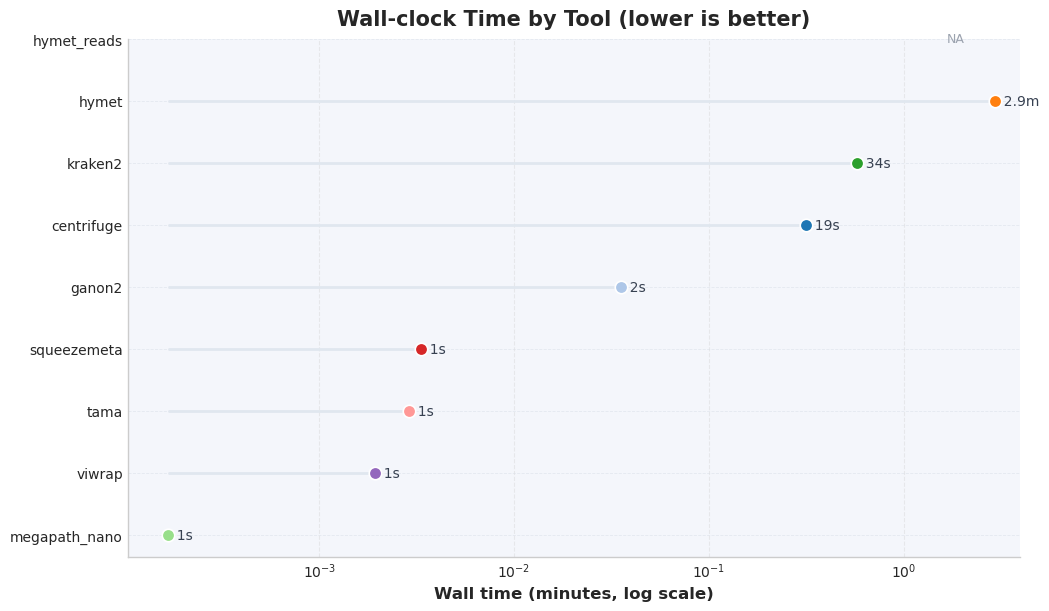 Wall-clock Time by Tool (lower is better)
hymet_reads NA
hymet 2.9m
kraken2 34s
centrifuge 19s
ganon2 2s
squeezemeta 1s
tama 1s
viwrap 1s
megapath_nano 1s
10⁻³ 10⁻² 10⁻¹ 10⁰
Wall time (minutes, log scale)